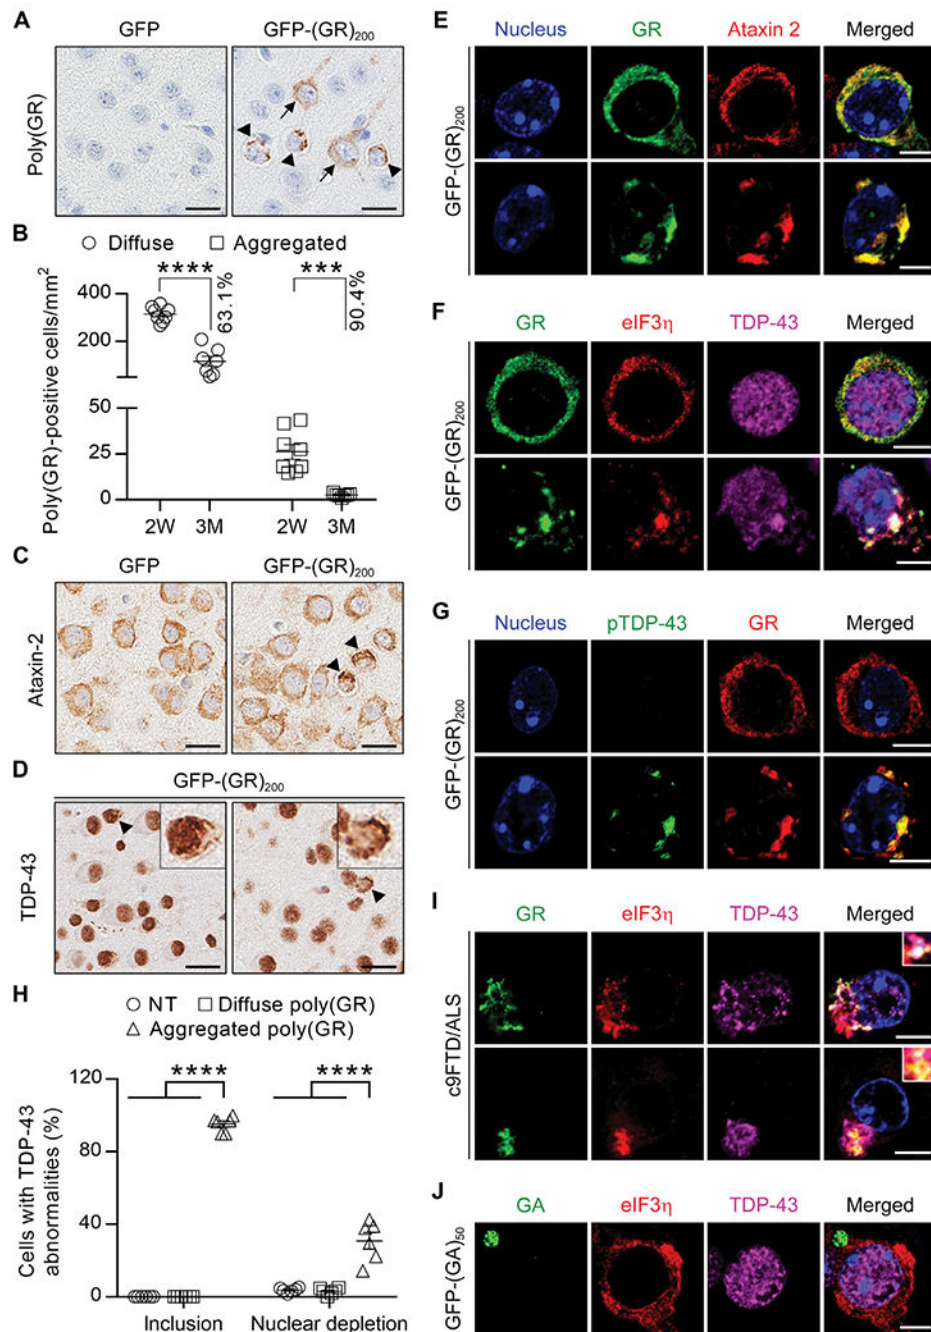 A
GFP
GFP-(GR)200
Poly(GR)
B
○ Diffuse □ Aggregated
****
63.1%
***
90.4%
Poly(GR)-positive cells/mm²
400
200
50
25
0
2W 3M 2W 3M
C
GFP
GFP-(GR)200
Ataxin-2
D
GFP-(GR)200
TDP-43
H
○ NT □ Diffuse poly(GR)
△ Aggregated poly(GR)
**** ****
Cells with TDP-43
abnormalities (%)
120
80
40
0
Inclusion Nuclear depletion
E
Nucleus GR Ataxin 2 Merged
GFP-(GR)200
F
GR eIF3η TDP-43 Merged
GFP-(GR)200
G
Nucleus pTDP-43 GR Merged
GFP-(GR)200
I
GR eIF3η TDP-43 Merged
c9FTD/ALS
J
GA eIF3η TDP-43 Merged
GFP-(GA)50